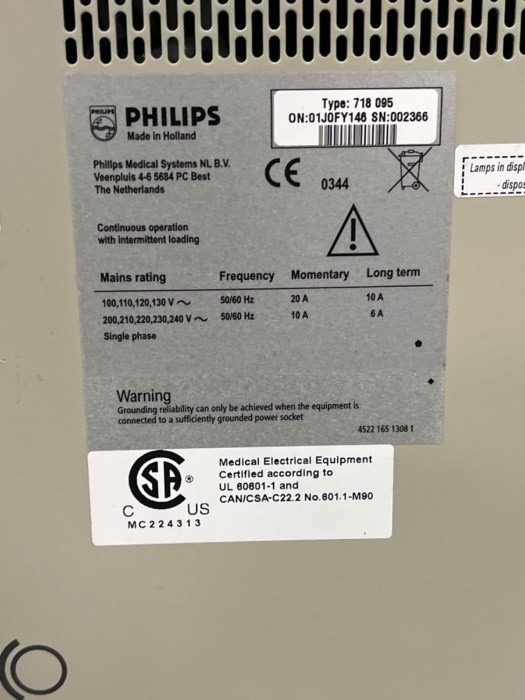 PHILIPS
PHILIPS
Made in Holland
Type: 718 095
ON:01J0FY146 SN:002366
Philips Medical Systems NL B.V.
Veenpluis 4-6 5684 PC Best
The Netherlands
CE 0344
Lamps in displ
- dispos
Continuous operation
with intermittent loading
Mains rating Frequency Momentary Long term
100,110,120,130 V ~ 50/60 Hz 20 A 10 A
200,210,220,230,240 V ~ 50/60 Hz 10 A 6 A
Single phase
Warning
Grounding reliability can only be achieved when the equipment is
connected to a sufficiently grounded power socket
4522 165 1308 1
SA ®
C US
MC224313
Medical Electrical Equipment
Certified according to
UL 60601-1 and
CAN/CSA-C22.2 No.601.1-M90